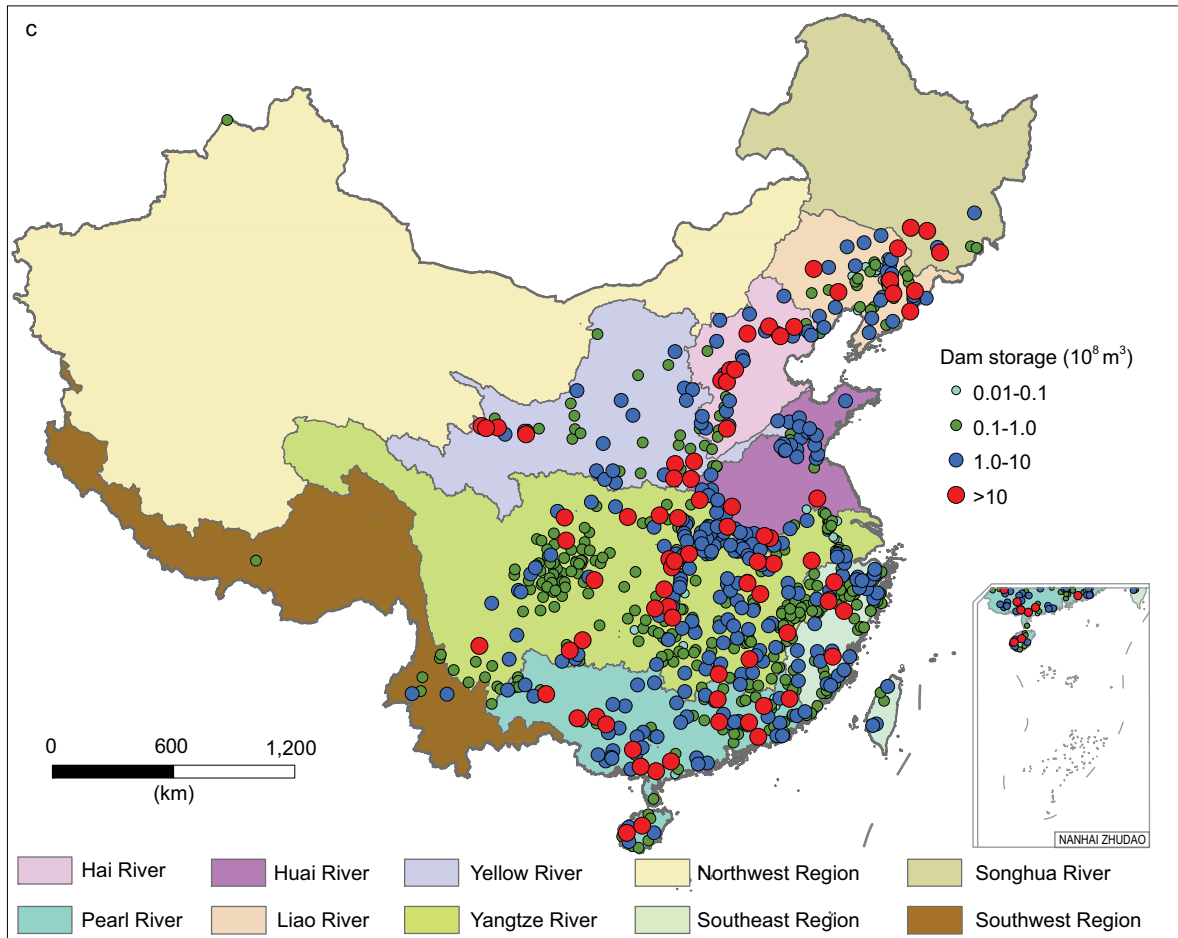 c
Dam storage (10⁸ m³)
0.01-0.1
0.1-1.0
1.0-10
>10
0 600 1,200
(km)
NANHAI ZHUDAO
Hai River Huai River Yellow River Northwest Region Songhua River
Pearl River Liao River Yangtze River Southeast Region Southwest Region